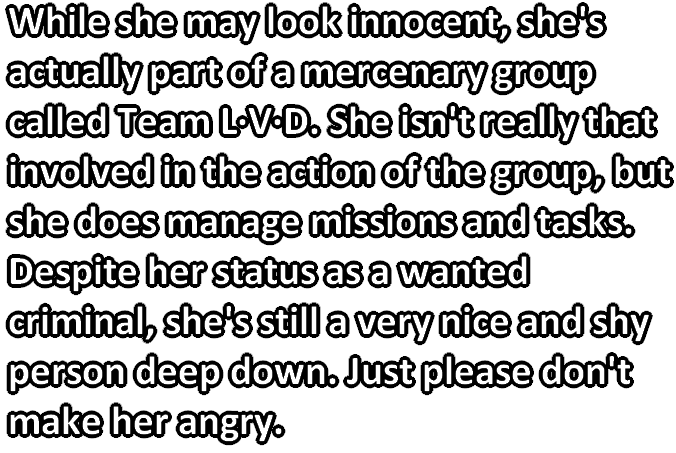 While she may look innocent, she's
actually part of a mercenary group
called Team L•V•D. She isn't really that
involved in the action of the group, but
she does manage missions and tasks.
Despite her status as a wanted
criminal, she's still a very nice and shy
person deep down. Just please don't
make her angry.